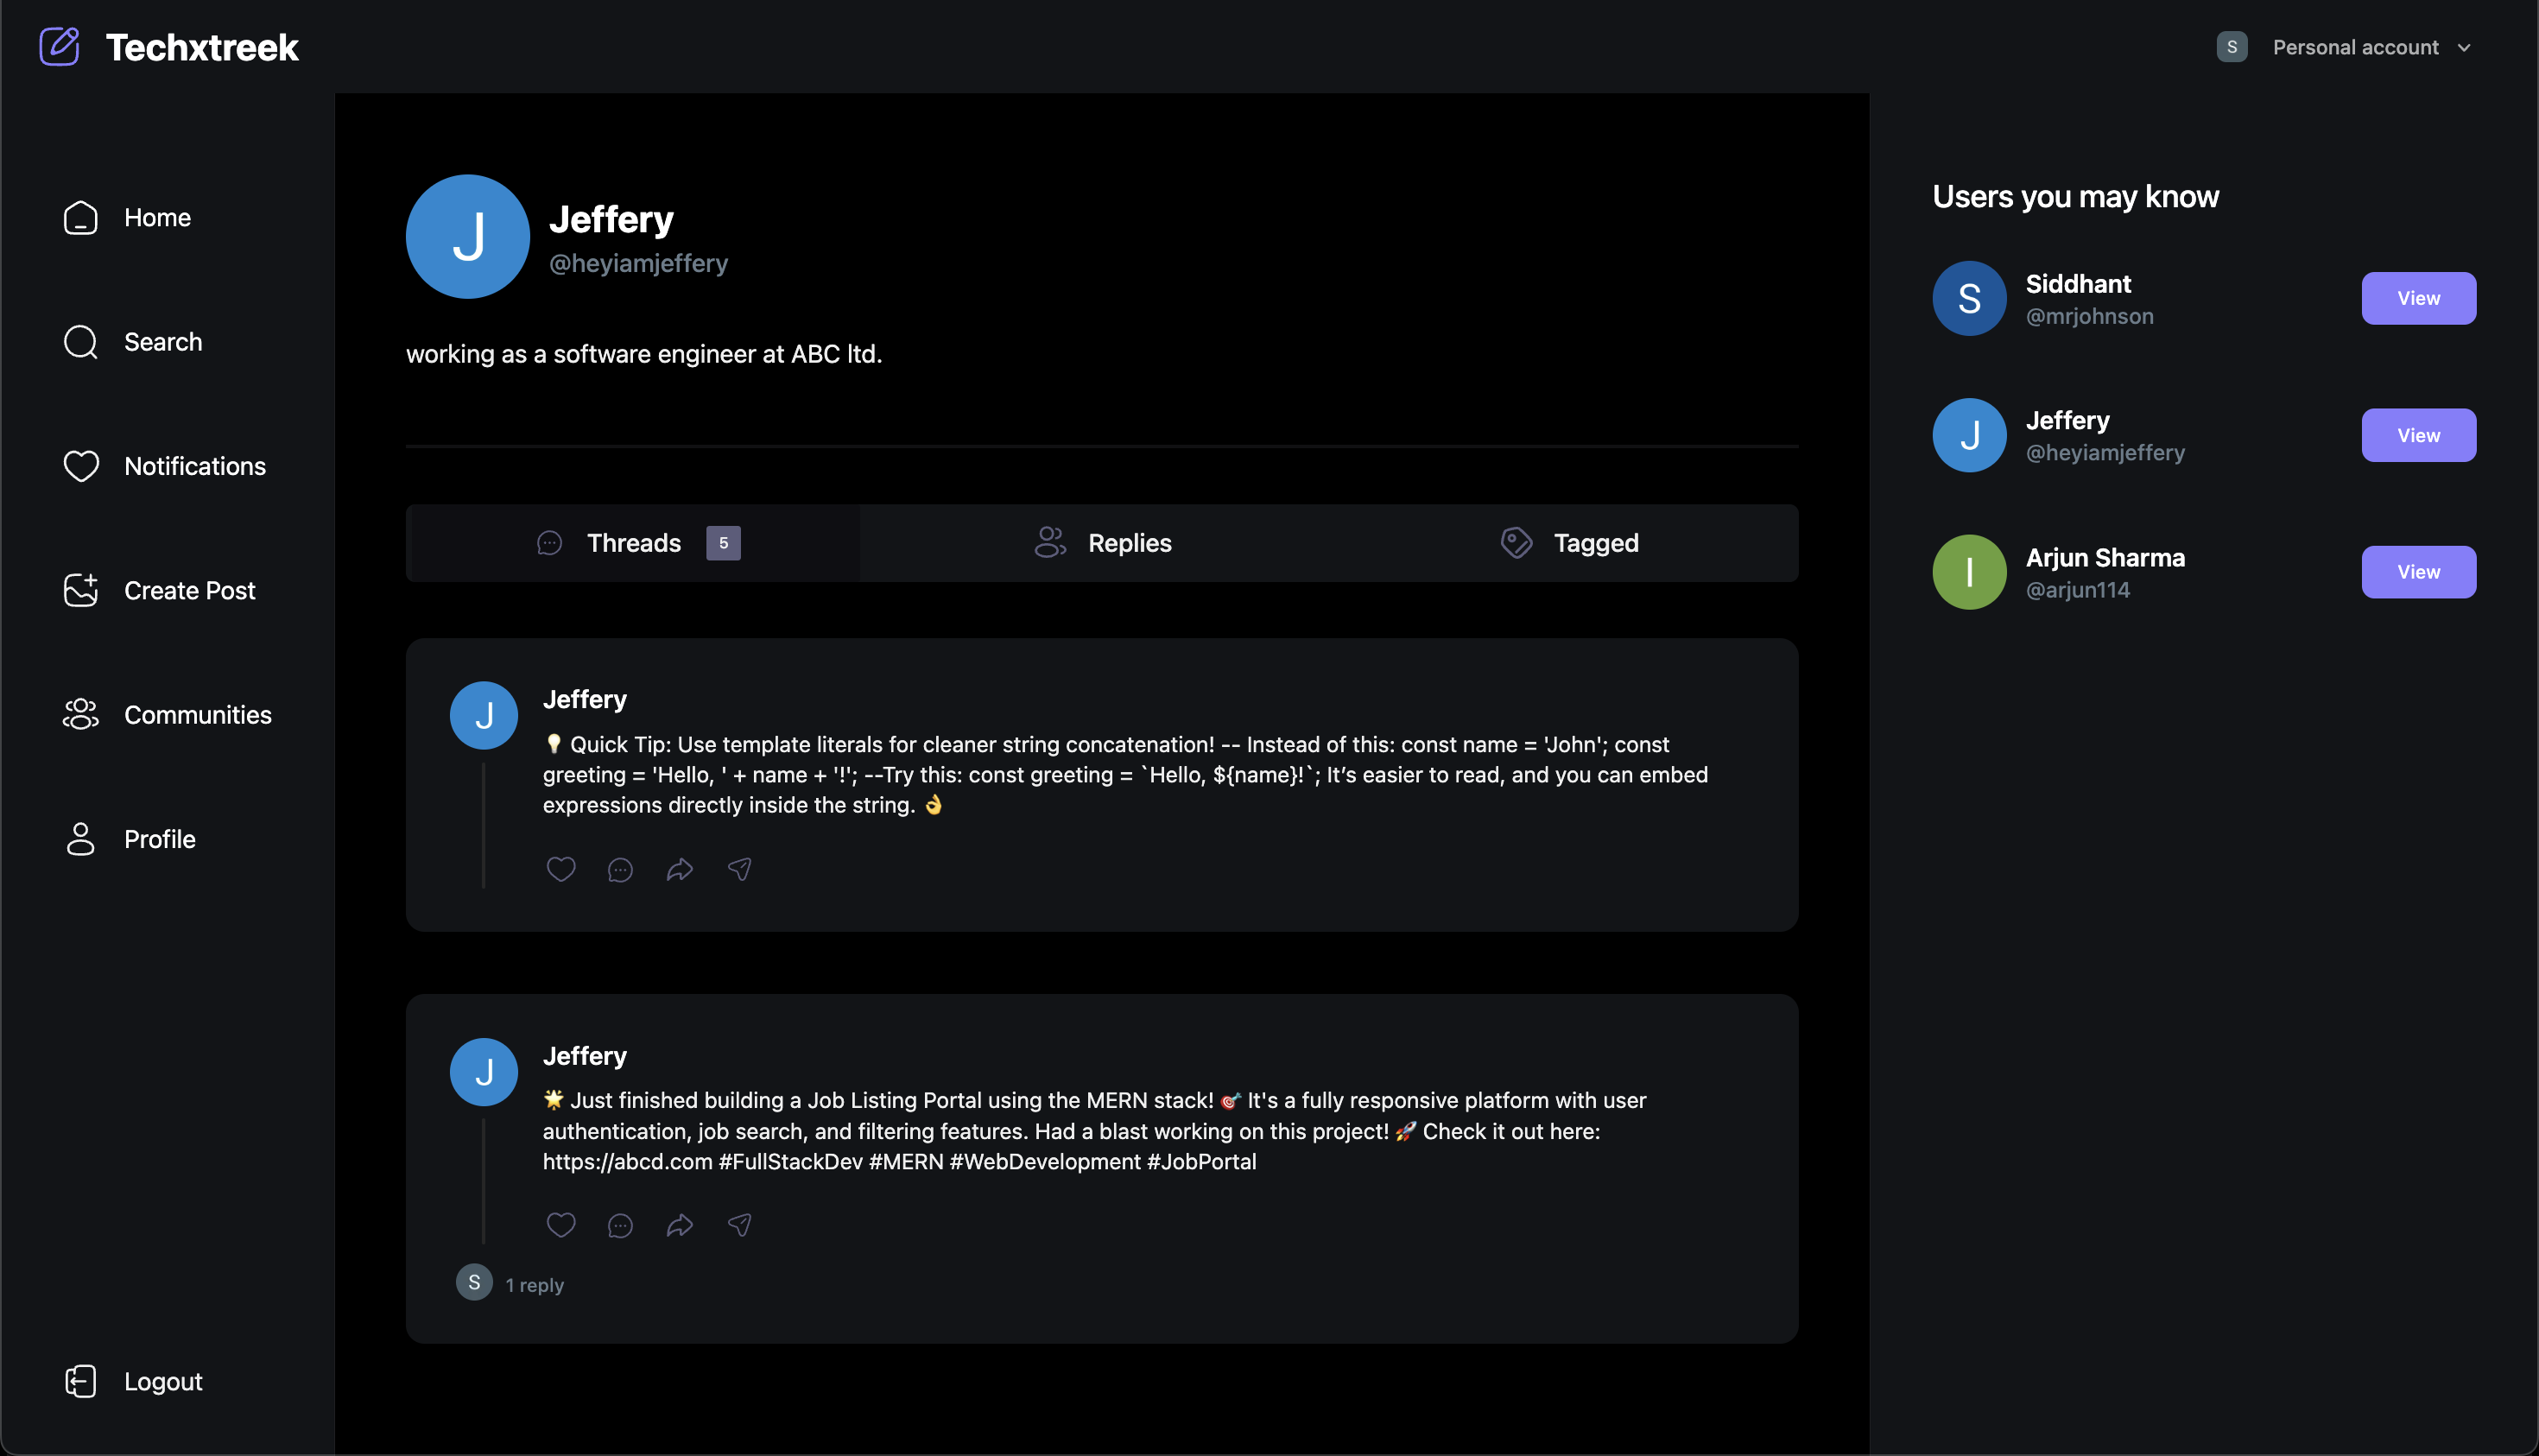 Techxtreek
S Personal account
Home
Search
Notifications
Create Post
Communities
Profile
Logout
J
Jeffery
@heyiamjeffery
working as a software engineer at ABC ltd.
Threads 5
Replies
Tagged
J
Jeffery
💡 Quick Tip: Use template literals for cleaner string concatenation! -- Instead of this: const name = 'John'; const
greeting = 'Hello, ' + name + '!'; --Try this: const greeting = `Hello, ${name}!`; It’s easier to read, and you can embed
expressions directly inside the string. 👌
J
Jeffery
🌟 Just finished building a Job Listing Portal using the MERN stack! 🎯 It's a fully responsive platform with user
authentication, job search, and filtering features. Had a blast working on this project! 🚀 Check it out here:
https://abcd.com #FullStackDev #MERN #WebDevelopment #JobPortal
S 1 reply
Users you may know
S
Siddhant
@mrjohnson
View
J
Jeffery
@heyiamjeffery
View
I
Arjun Sharma
@arjun114
View